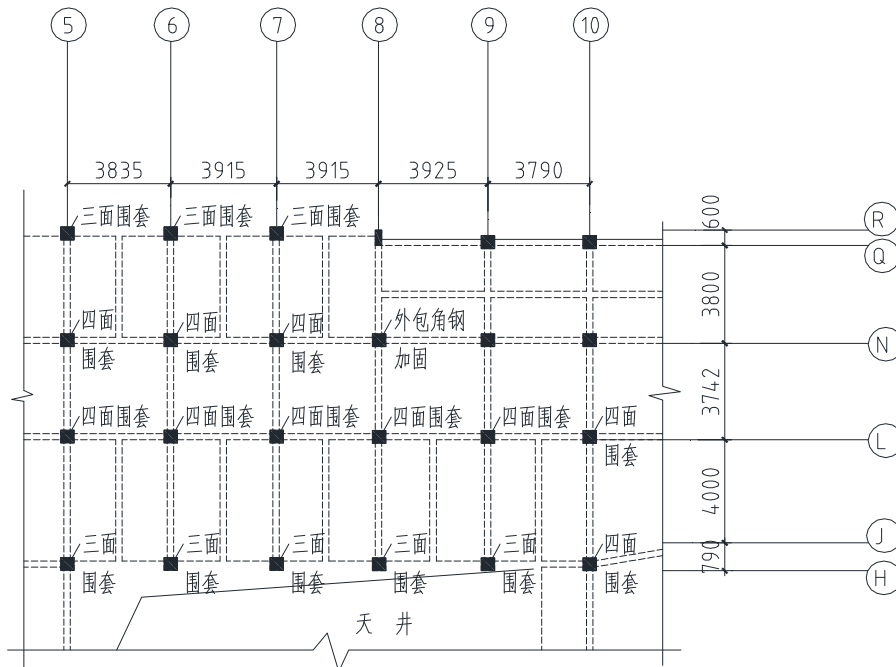 5 6 7 8 9 10
3835 3915 3915 3925 3790
三面围套 三面围套 三面围套
600
R
Q
3800
四面 四面 四面 外包角钢
围套 围套 围套 加固
N
3742
四面围套 四面围套 四面围套 四面围套 四面围套 四面
围套
L
4000
三面 三面 三面 三面 三面 四面
围套 围套 围套 围套 围套 围套
J
790
H
天 井